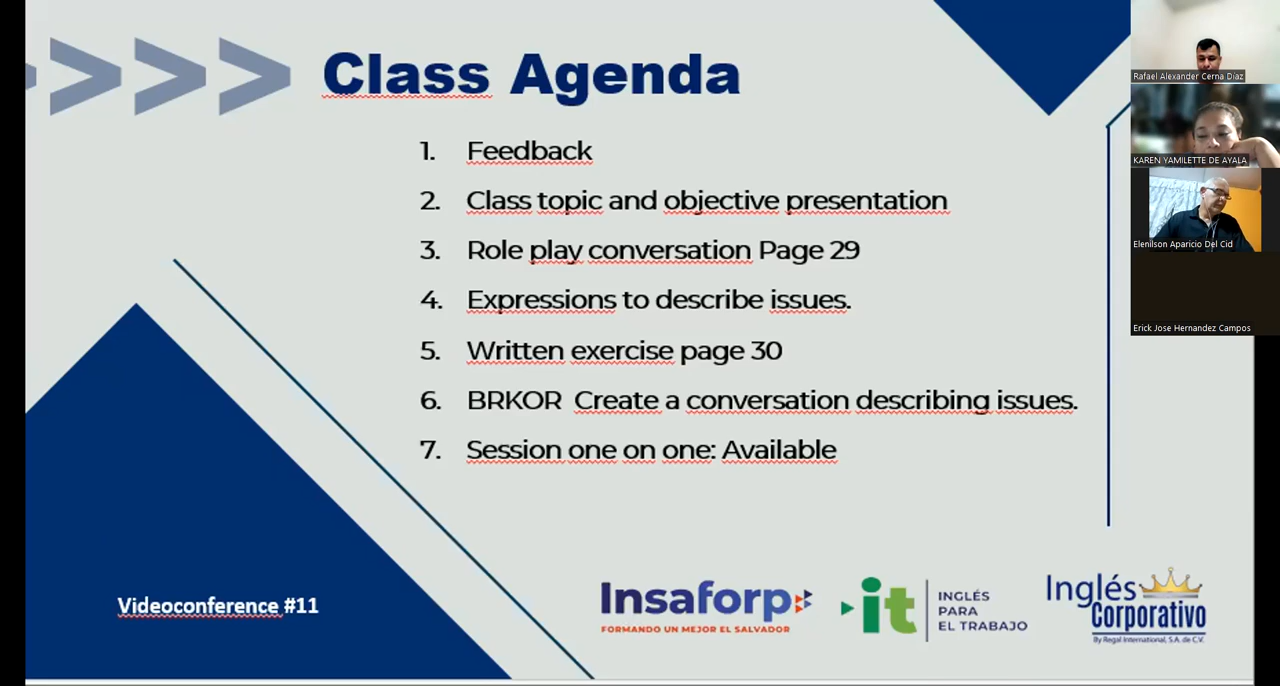 Class Agenda
1. Feedback
2. Class topic and objective presentation
3. Role play conversation Page 29
4. Expressions to describe issues.
5. Written exercise page 30
6. BRKOR Create a conversation describing issues.
7. Session one on one: Available
Videoconference #11
Insaforp
FORMANDO UN MEJOR EL SALVADOR
it
INGLÉS
PARA
EL TRABAJO
Inglés
Corporativo
By Regal International, S.A. de C.V.
Rafael Alexander Cerna Diaz
KAREN YAMILETTE DE AYALA
Elenilson Aparicio Del Cid
Erick Jose Hernandez Campos